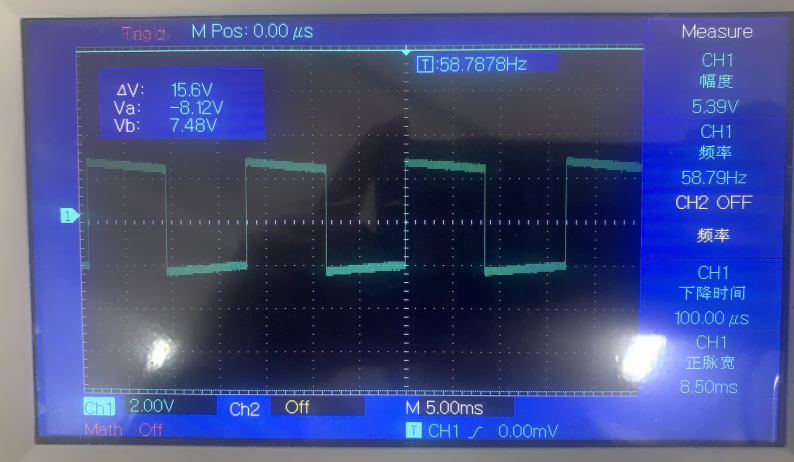 Trig'd M Pos: 0.00 μs
T:58.7878Hz
ΔV: 15.6V
Va: -8.12V
Vb: 7.48V
1
Measure
CH1
幅度
5.39V
CH1
频率
58.79Hz
CH2 OFF
频率
CH1
下降时间
100.00 μs
CH1
正脉宽
8.50ms
Ch1 2.00V Ch2 Off M 5.00ms
Math Off T CH1 0.00mV